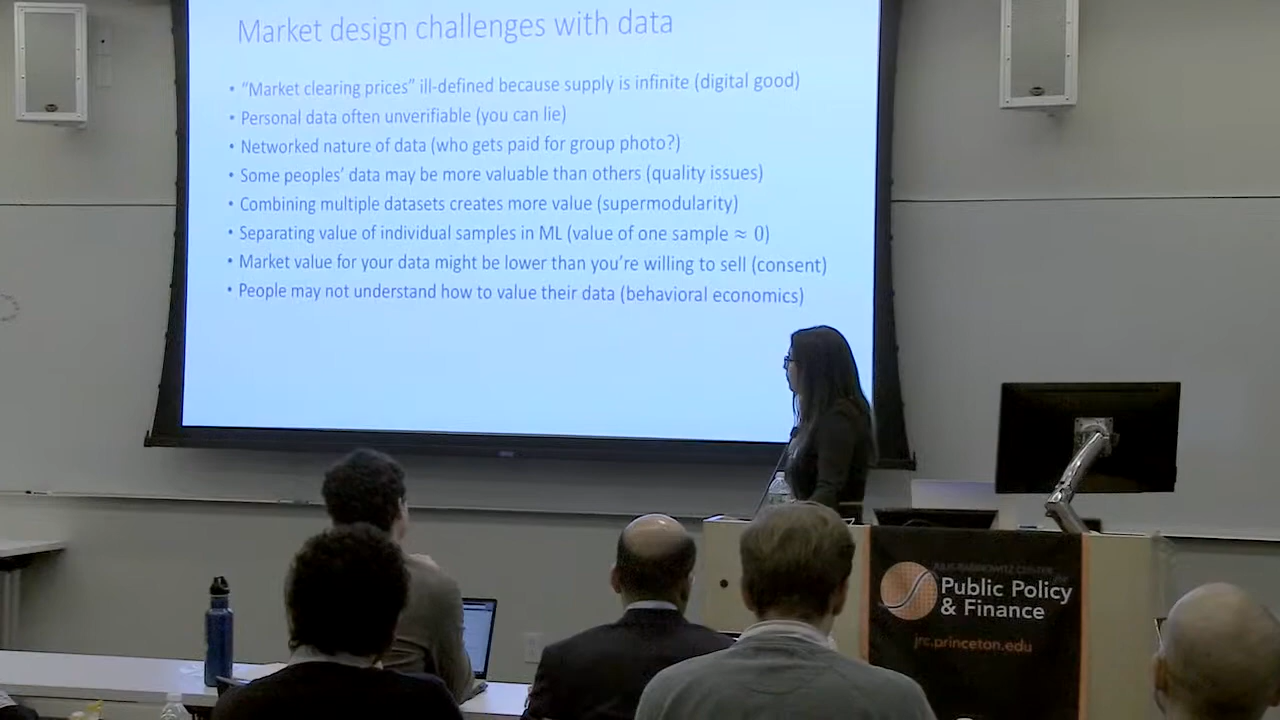 Market design challenges with data
• “Market clearing prices” ill-defined because supply is infinite (digital good)
• Personal data often unverifiable (you can lie)
• Networked nature of data (who gets paid for group photo?)
• Some peoples’ data may be more valuable than others (quality issues)
• Combining multiple datasets creates more value (supermodularity)
• Separating value of individual samples in ML (value of one sample ≈ 0)
• Market value for your data might be lower than you’re willing to sell (consent)
• People may not understand how to value their data (behavioral economics)
JULIS-RABINOWITZ CENTER for
Public Policy
& Finance
jrc.princeton.edu